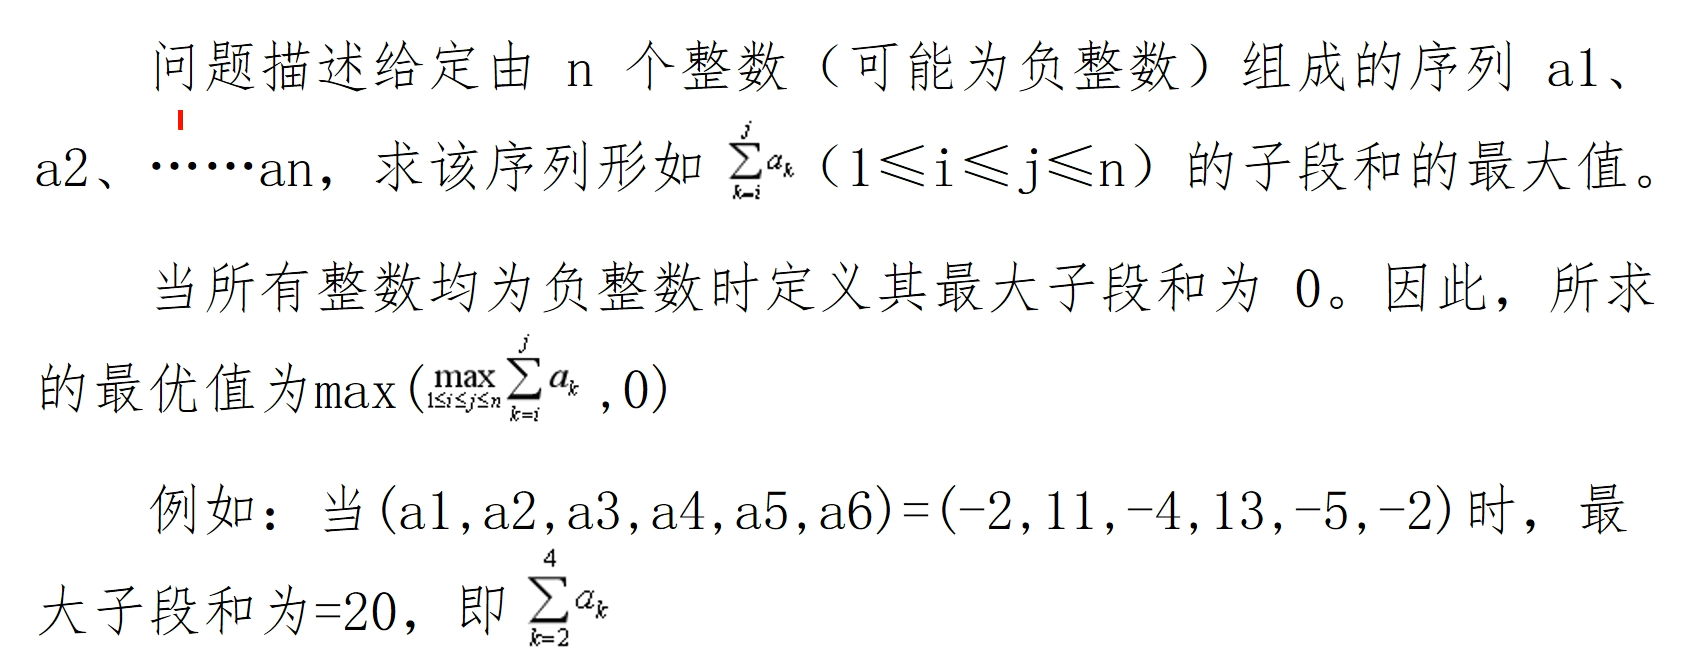 问题描述给定由 n 个整数（可能为负整数）组成的序列 a1、
a2、……an，求该序列形如 \sum_{k=i}^{j} a_k（1≤i≤j≤n）的子段和的最大值。
当所有整数均为负整数时定义其最大子段和为 0。因此，所求
的最优值为max(\max_{1≤i≤j≤n} \sum_{k=i}^{j} a_k ,0)
例如：当(a1,a2,a3,a4,a5,a6)=(-2,11,-4,13,-5,-2)时，最
大子段和为=20，即 \sum_{k=2}^{4} a_k